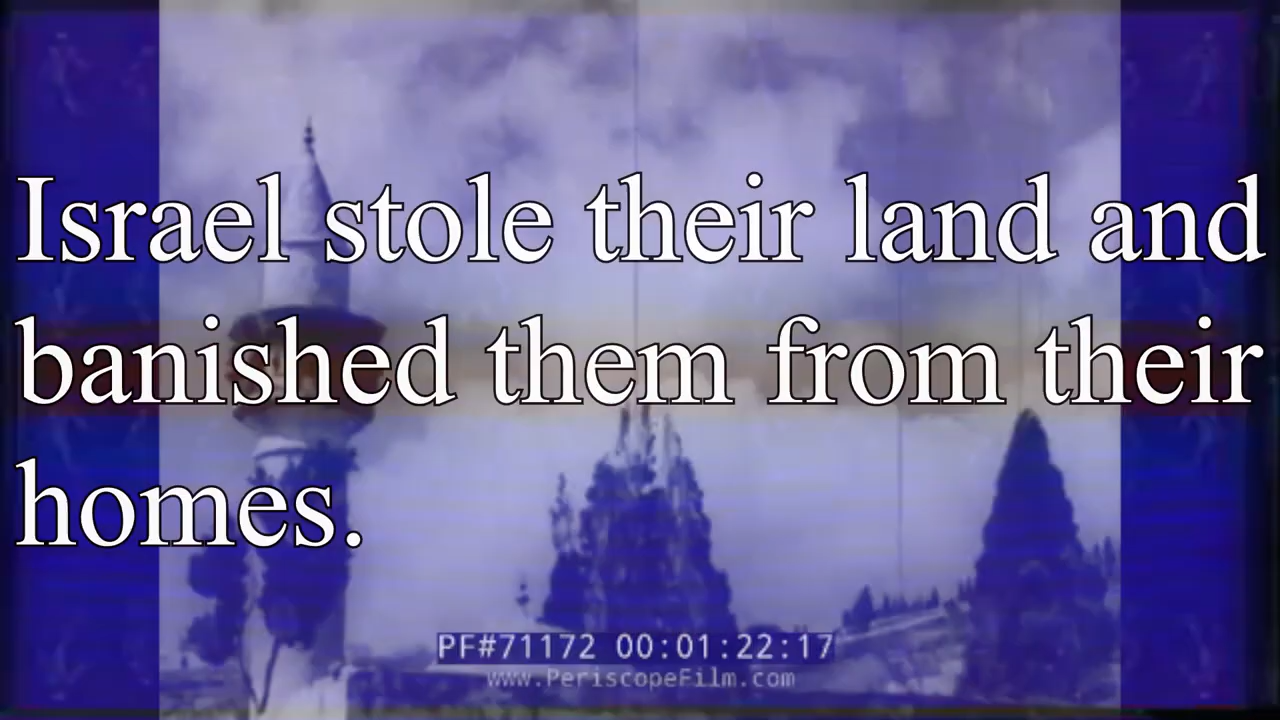 Israel stole their land and
banished them from their
homes.
PF#71172 00:01:22:17
www.PeriscopeFilm.com